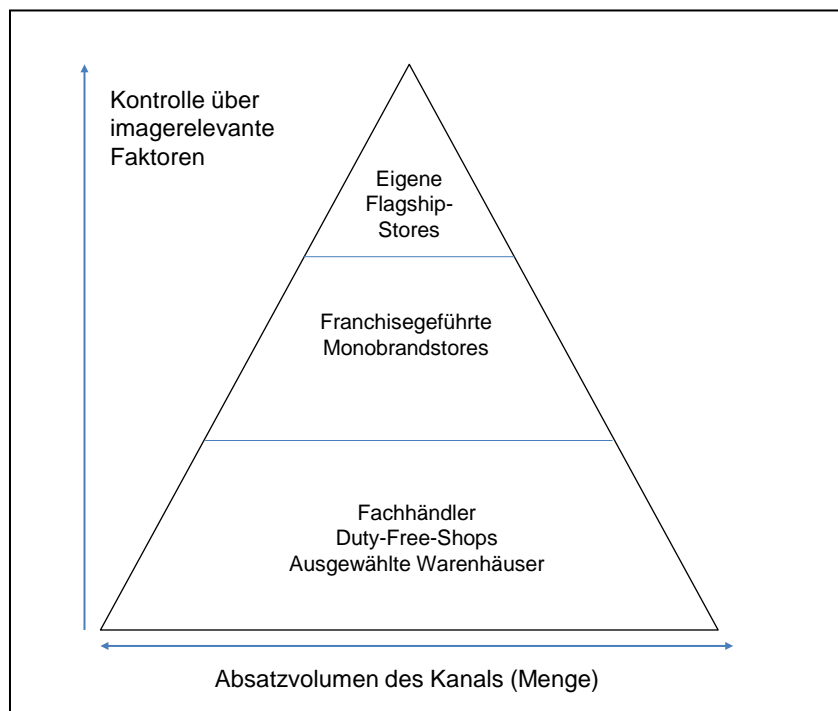 Kontrolle über
imagerelevante
Faktoren
Eigene
Flagship-
Stores
Franchisegeführte
Monobrandstores
Fachhändler
Duty-Free-Shops
Ausgewählte Warenhäuser
Absatzvolumen des Kanals (Menge)